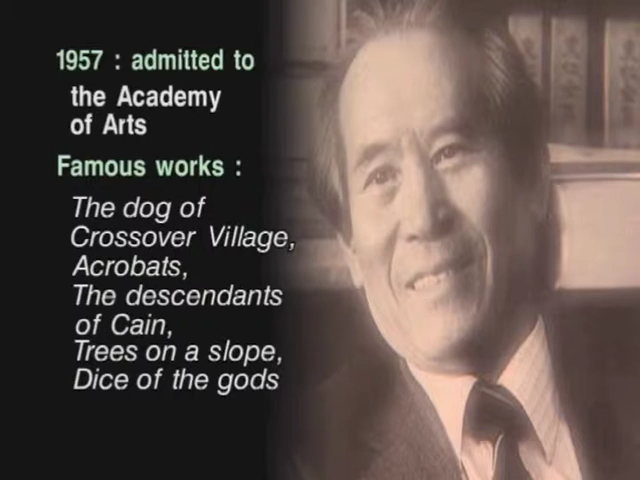 1957 : admitted to
the Academy
of Arts
Famous works :
The dog of
Crossover Village,
Acrobats,
The descendants
of Cain,
Trees on a slope,
Dice of the gods